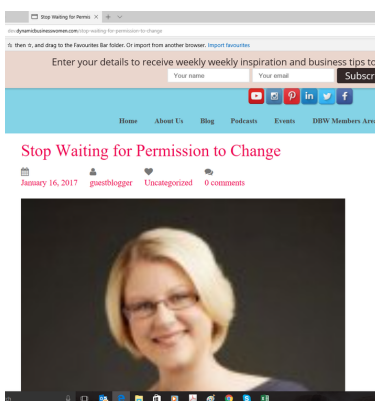 Stop Waiting for Permis
dev.dynamicbusinesswomen.com/stop-waiting-for-permission-to-change
then ☆, and drag to the Favourites Bar folder. Or import from another browser. Import favourites
Enter your details to receive weekly weekly inspiration and business tips to
Your name Your email Subscr
Home About Us Blog Podcasts Events DBW Members Area
Stop Waiting for Permission to Change
January 16, 2017 guestblogger Uncategorized 0 comments